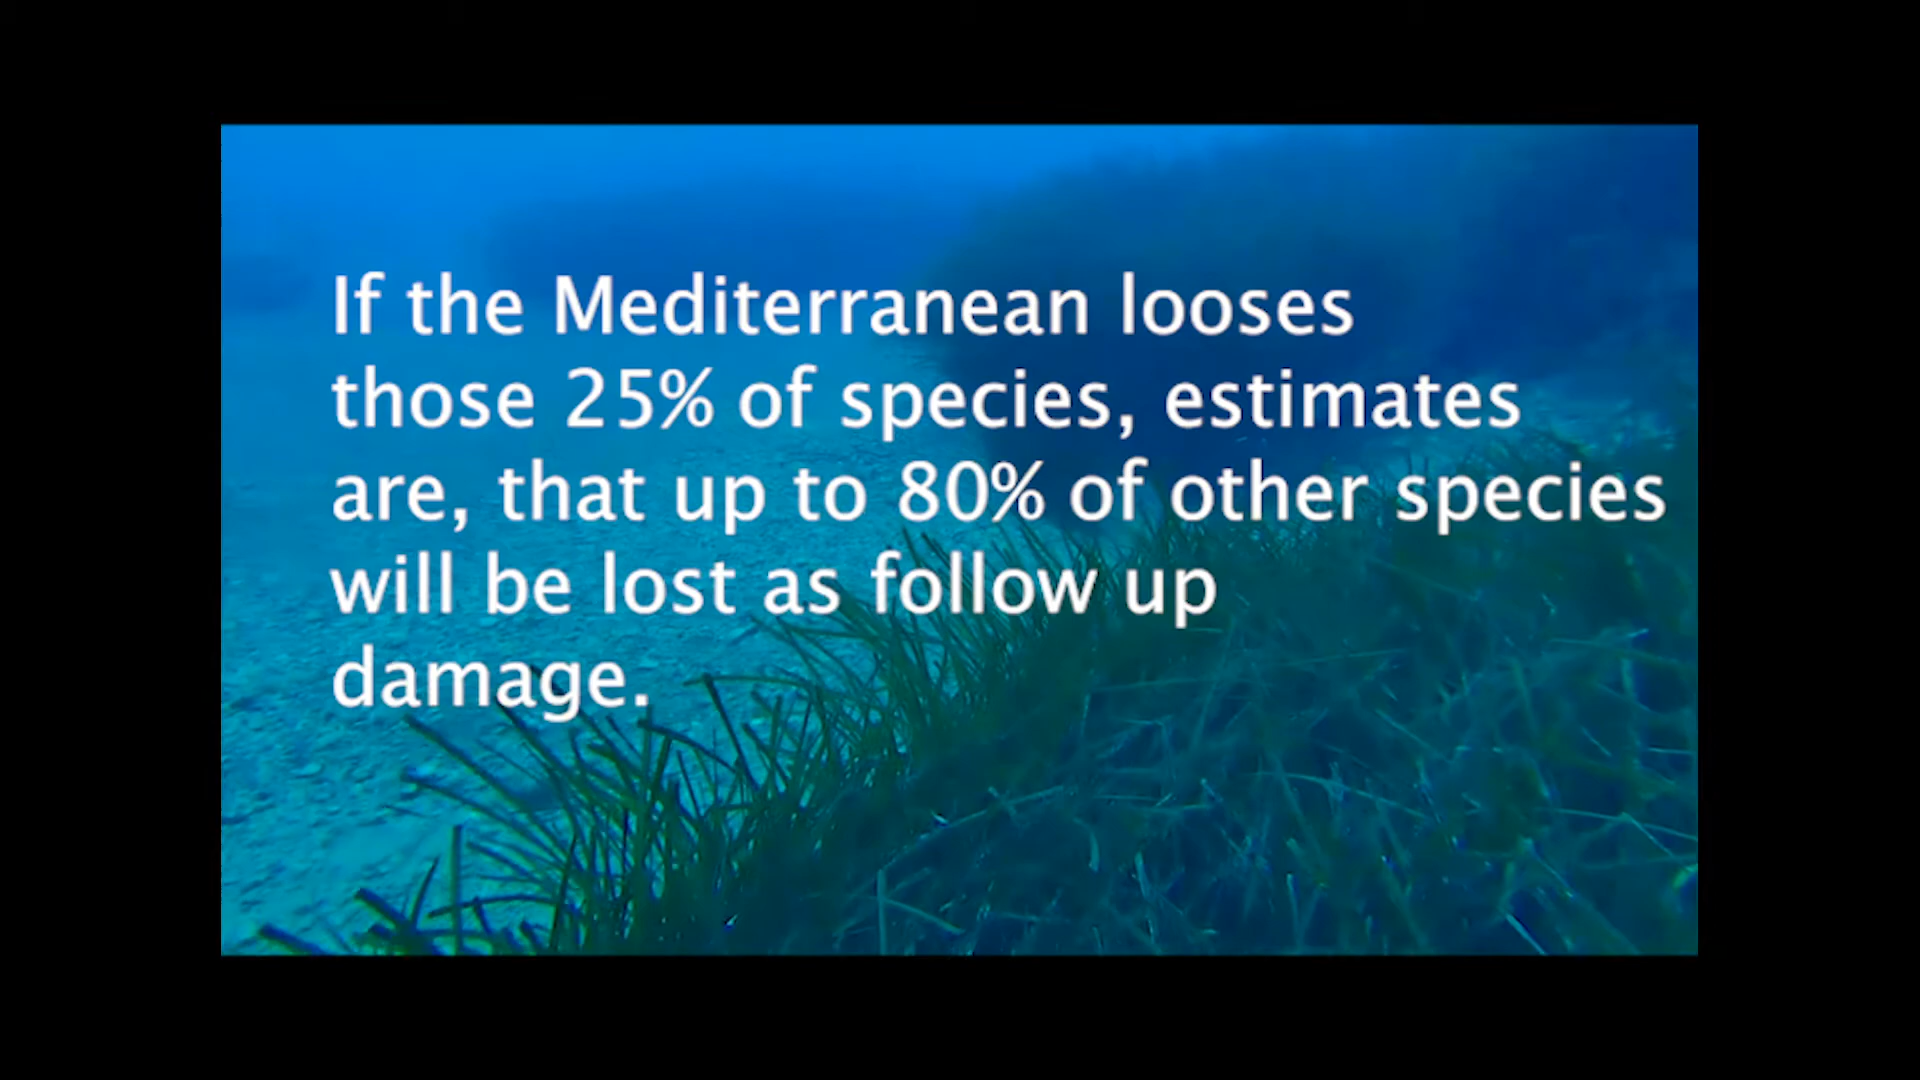 If the Mediterranean looses
those 25% of species, estimates
are, that up to 80% of other species
will be lost as follow up
damage.